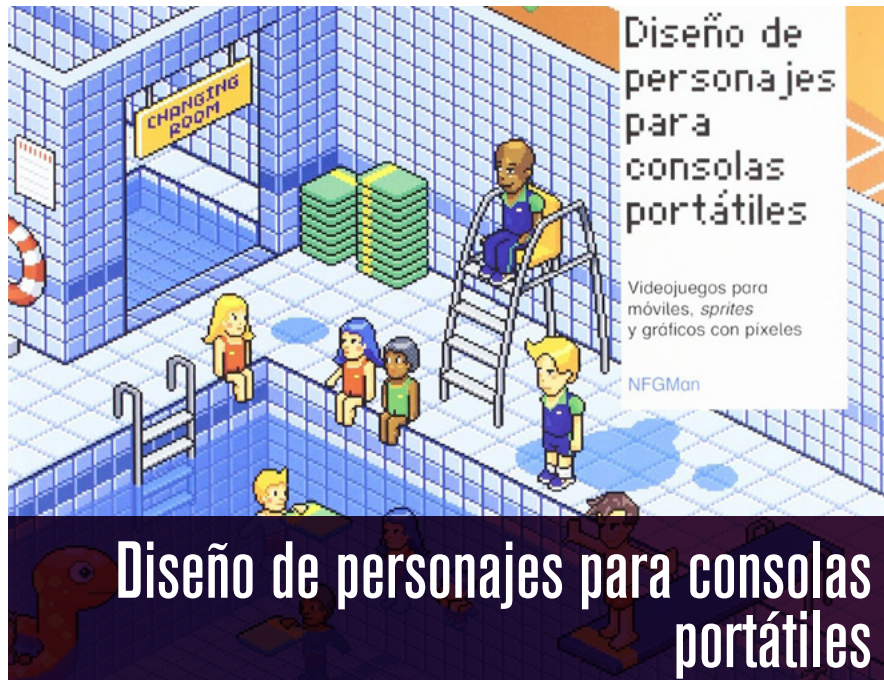 CHANGING
ROOM
Diseño de
personajes
para
consolas
portátiles
Videojuegos para
móviles, sprites
y gráficos con píxeles
NFGMan
Diseño de personajes para consolas
portátiles